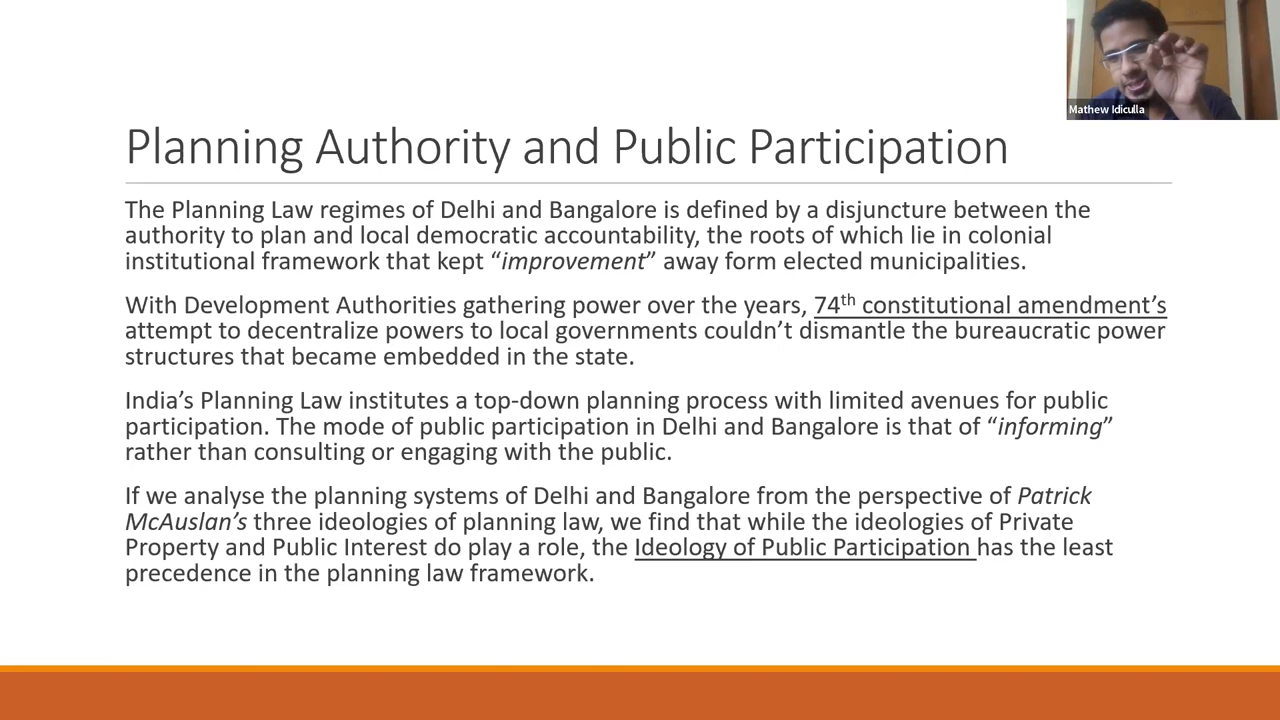 Mathew Idiculla
Planning Authority and Public Participation
The Planning Law regimes of Delhi and Bangalore is defined by a disjuncture between the
authority to plan and local democratic accountability, the roots of which lie in colonial
institutional framework that kept “improvement” away form elected municipalities.
With Development Authorities gathering power over the years, 74th constitutional amendment’s
attempt to decentralize powers to local governments couldn’t dismantle the bureaucratic power
structures that became embedded in the state.
India’s Planning Law institutes a top-down planning process with limited avenues for public
participation. The mode of public participation in Delhi and Bangalore is that of “informing”
rather than consulting or engaging with the public.
If we analyse the planning systems of Delhi and Bangalore from the perspective of Patrick
McAuslan’s three ideologies of planning law, we find that while the ideologies of Private
Property and Public Interest do play a role, the Ideology of Public Participation has the least
precedence in the planning law framework.